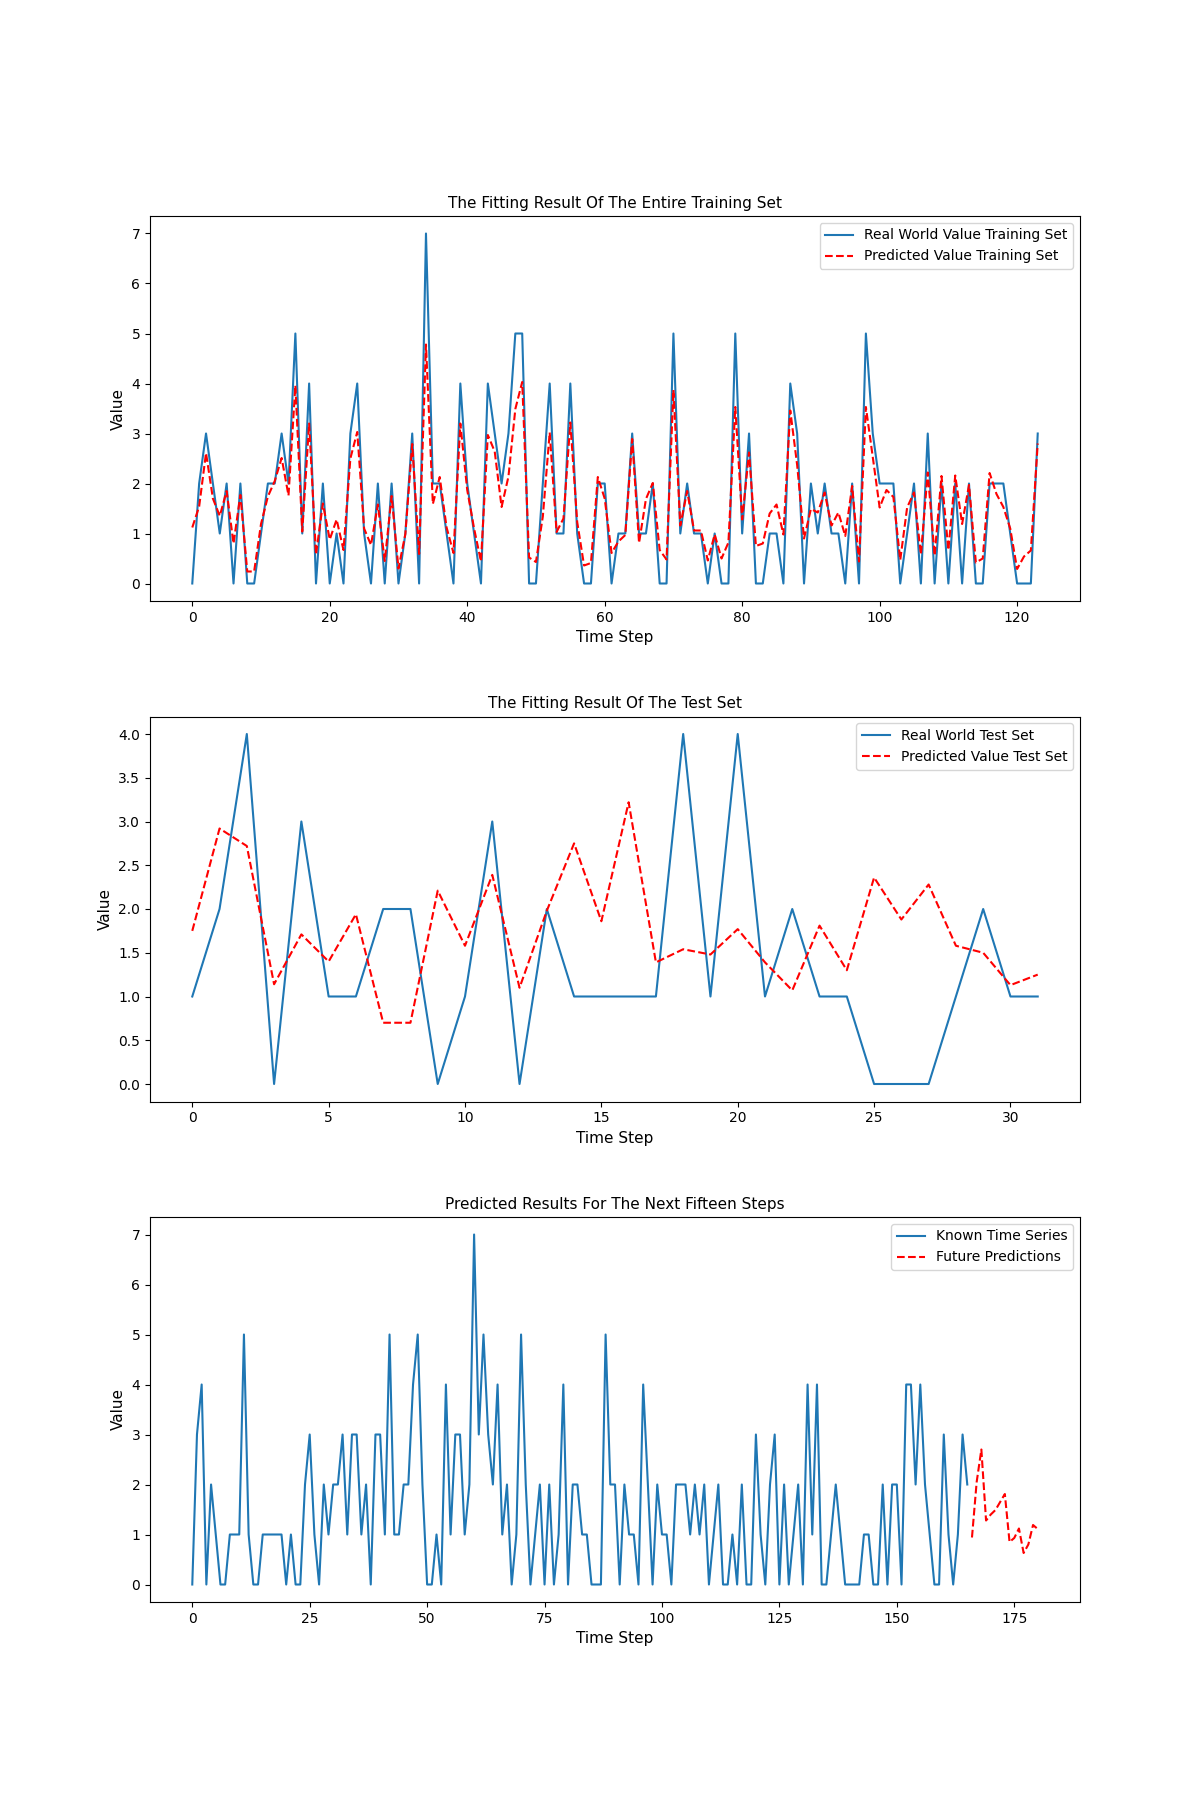 The Fitting Result Of The Entire Training Set
Real World Value Training Set
Predicted Value Training Set
7
6
5
4
3
2
1
0
Value
0 20 40 60 80 100 120
Time Step
The Fitting Result Of The Test Set
Real World Test Set
Predicted Value Test Set
4.0
3.5
3.0
2.5
2.0
1.5
1.0
0.5
0.0
Value
0 5 10 15 20 25 30
Time Step
Predicted Results For The Next Fifteen Steps
Known Time Series
Future Predictions
7
6
5
4
3
2
1
0
Value
0 25 50 75 100 125 150 175
Time Step